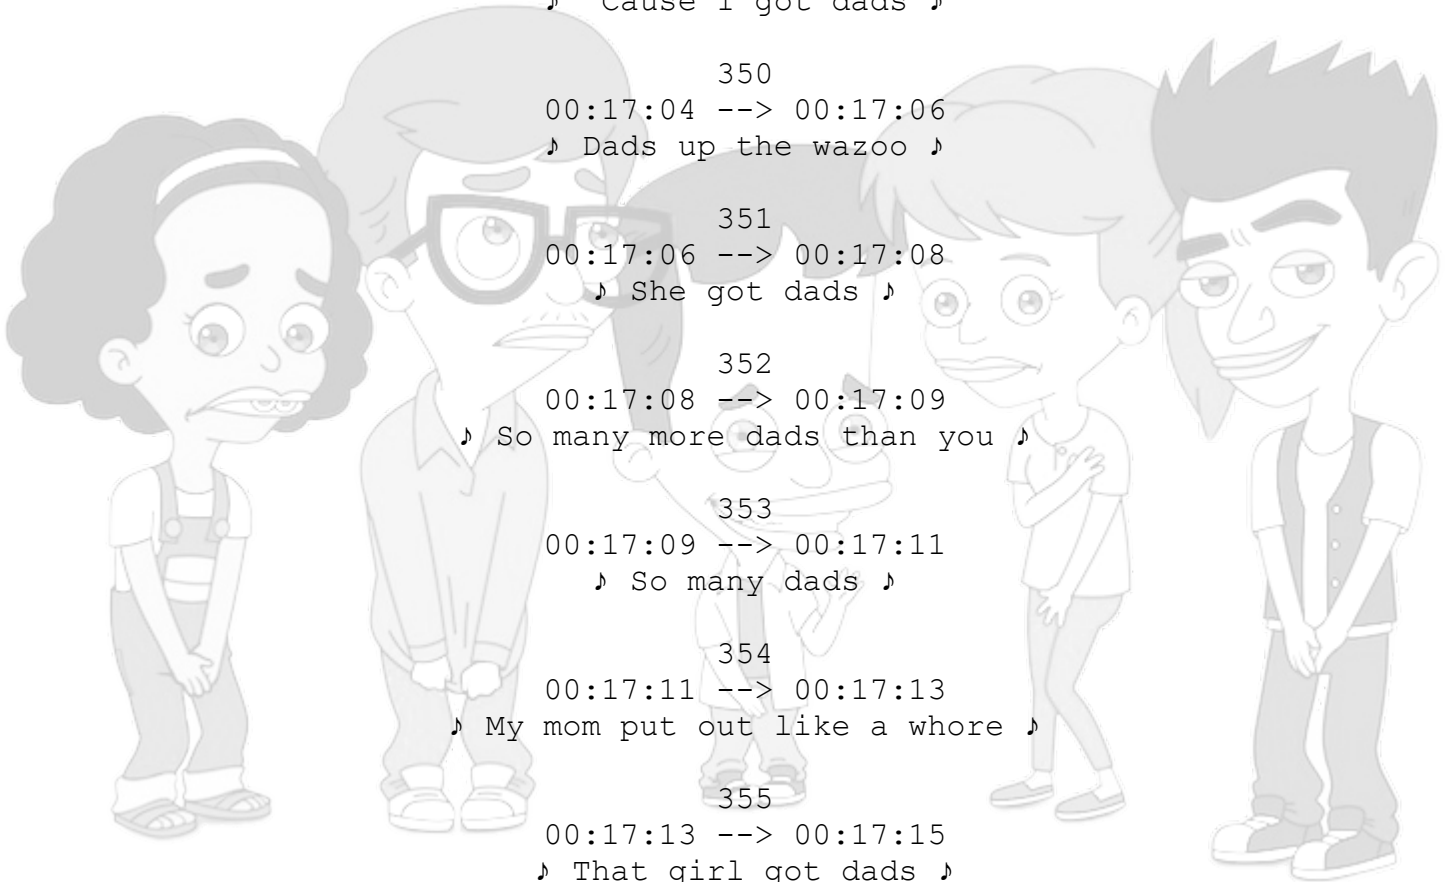 ♪ 'Cause I got dads ♪
350
00:17:04 --> 00:17:06
♪ Dads up the wazoo ♪
351
00:17:06 --> 00:17:08
♪ She got dads ♪
352
00:17:08 --> 00:17:09
♪ So many more dads than you ♪
353
00:17:09 --> 00:17:11
♪ So many dads ♪
354
00:17:11 --> 00:17:13
♪ My mom put out like a whore ♪
355
00:17:13 --> 00:17:15
♪ That girl got dads ♪